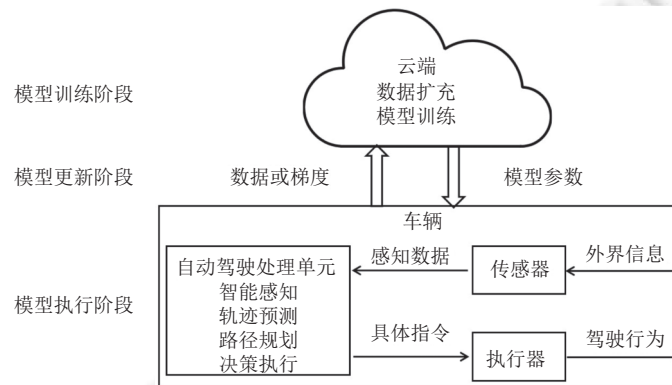 云端
模型训练阶段
数据扩充
模型训练
模型更新阶段
数据或梯度
模型参数
车辆
自动驾驶处理单元
智能感知
轨迹预测
路径规划
决策执行
感知数据
传感器
外界信息
模型执行阶段
具体指令
执行器
驾驶行为